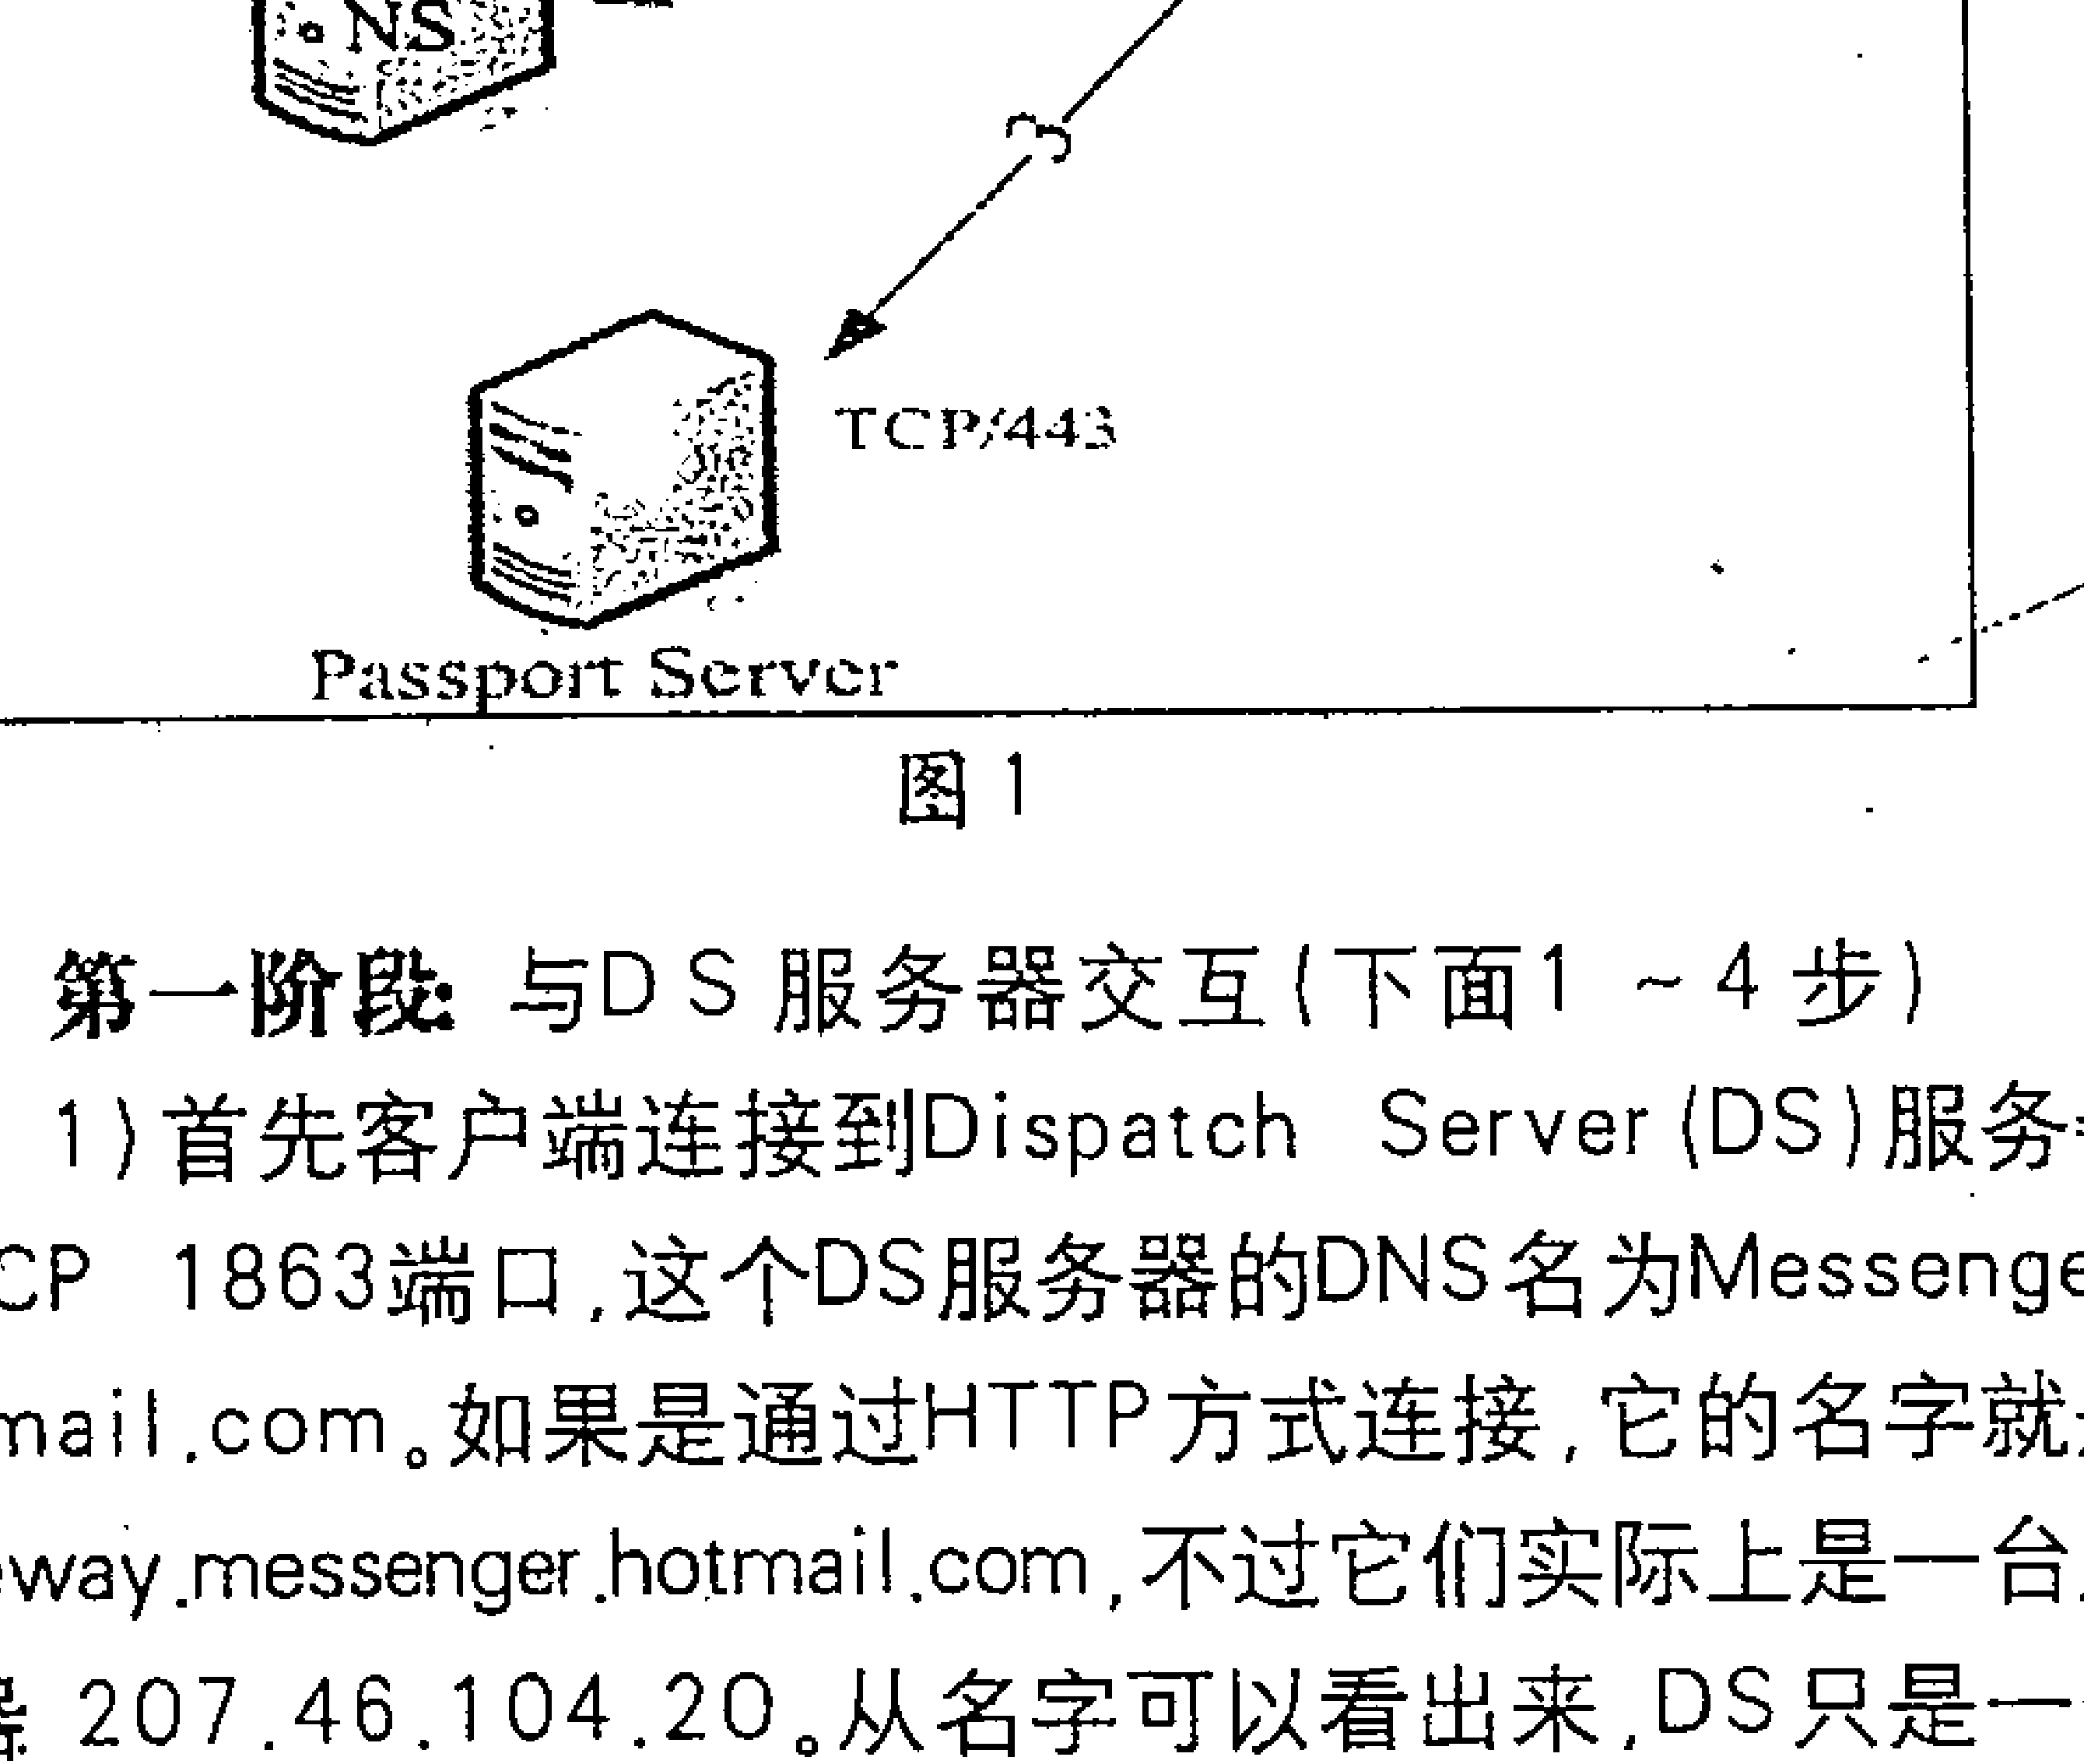 NS
3
TCP/443
Passport Server
图 1
第一阶段: 与DS 服务器交互(下面1 ~ 4 步)
1)首先客户端连接到Dispatch Server(DS)服务
CP 1863端口,这个DS服务器的DNS名为Messenge
mail.com。如果是通过HTTP方式连接,它的名字就
eway.messenger.hotmail.com,不过它们实际上是一台
207.46.104.20。从名字可以看出来,DS只是一